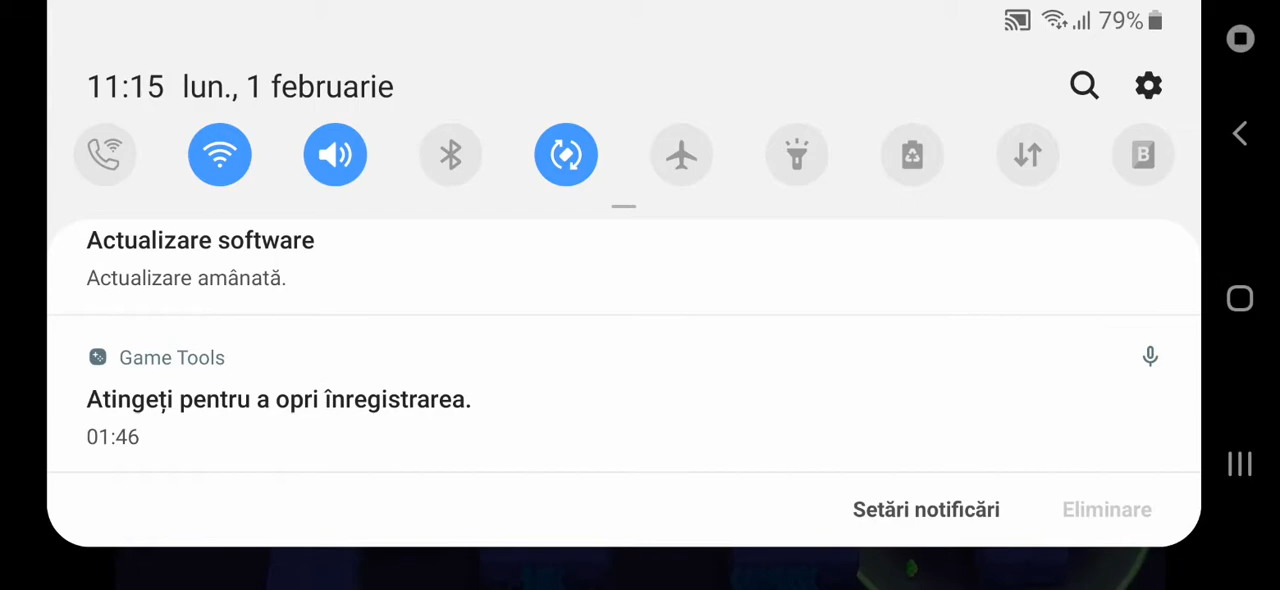 79%
11:15 lun., 1 februarie
B
Actualizare software
Actualizare amânată.
Game Tools
Atingeți pentru a opri înregistrarea.
01:46
Setări notificări Eliminare